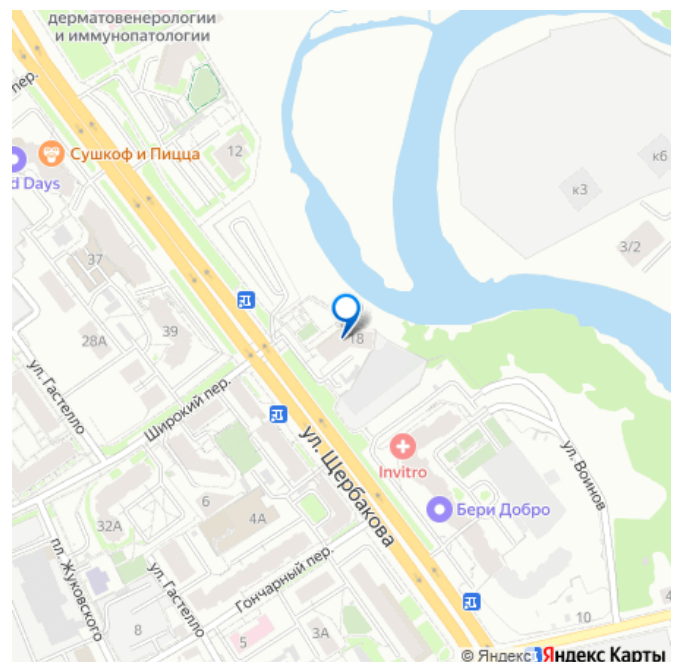 дерматовенерологии
и иммунопатологии
пер.
Сушкоф и Пицца
d Days
12
к6
к3
3/2
37
39
28А
18
ул. Гастелло
Широкий пер.
ул. Щербакова
Invitro
ул. Воинов
Бери Добро
6
4А
32А
ул. Гастелло
Гончарный пер.
пл. Жуковского
8
5
3А
10
4
© Яндекс Яндекс Карты